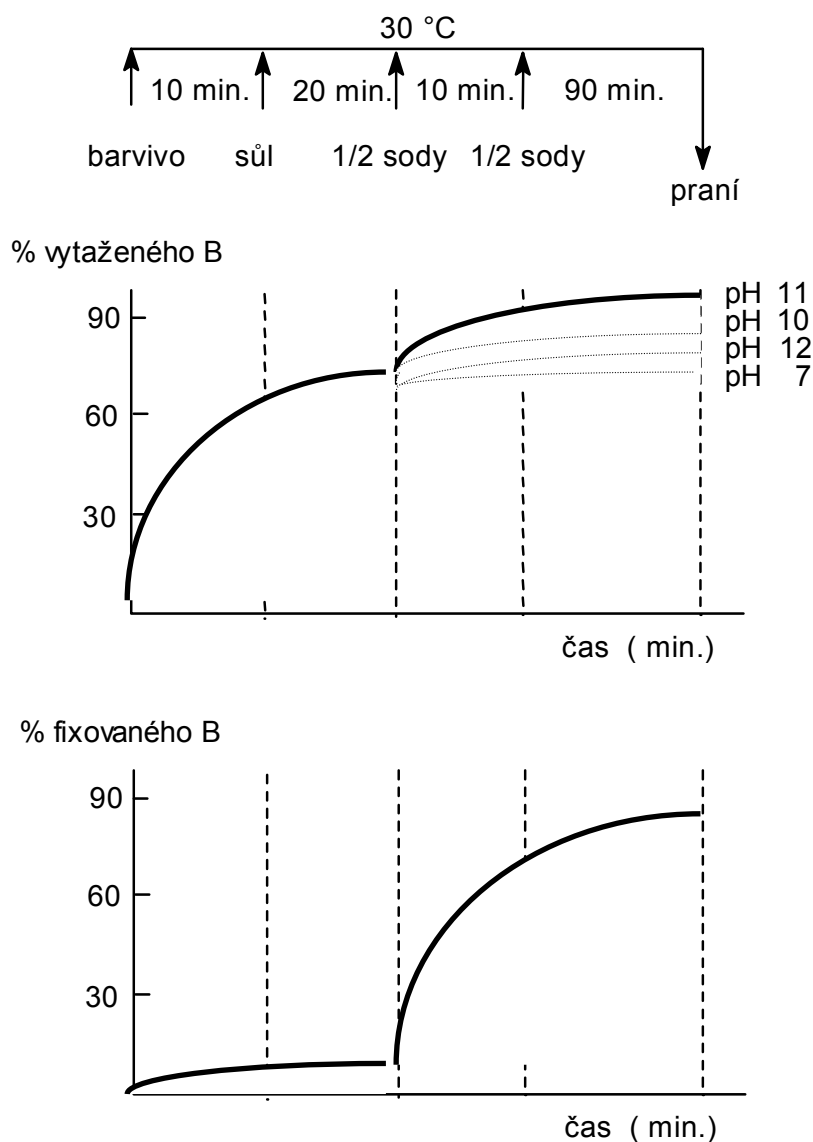 30 °C
10 min. 20 min. 10 min. 90 min.
barvivo sůl 1/2 sody 1/2 sody
praní
% vytaženého B
90
60
30
pH 11
pH 10
pH 12
pH 7
čas ( min.)
% fixovaného B
90
60
30
čas ( min.)